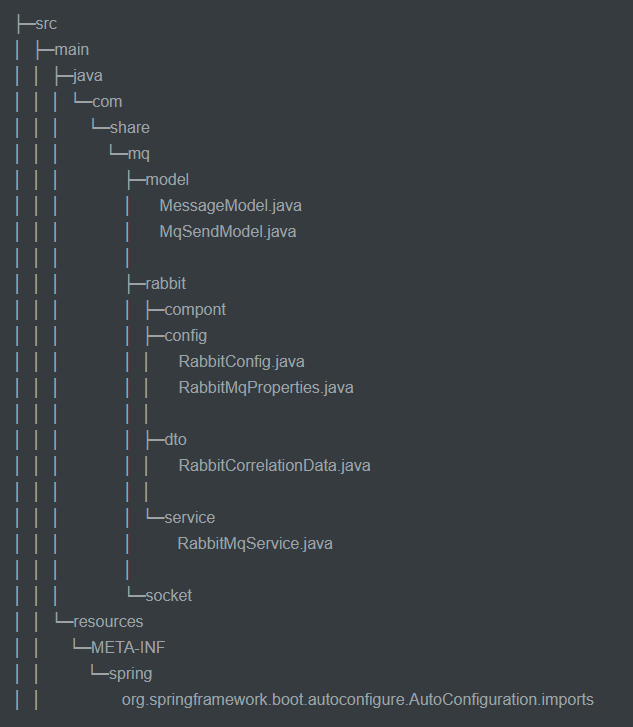 ├─src
│ ├─main
│ │ ├─java
│ │ │ └─com
│ │ │   └─share
│ │ │     └─mq
│ │ │       ├─model
│ │ │       │   MessageModel.java
│ │ │       │   MqSendModel.java
│ │ │       │
│ │ │       ├─rabbit
│ │ │       │ ├─compont
│ │ │       │ ├─config
│ │ │       │ │   RabbitConfig.java
│ │ │       │ │   RabbitMqProperties.java
│ │ │       │ │
│ │ │       │ ├─dto
│ │ │       │ │   RabbitCorrelationData.java
│ │ │       │ │
│ │ │       │ └─service
│ │ │       │     RabbitMqService.java
│ │ │       │
│ │ │       └─socket
│ │ └─resources
│ │   └─META-INF
│ │     └─spring
│ │         org.springframework.boot.autoconfigure.AutoConfiguration.imports